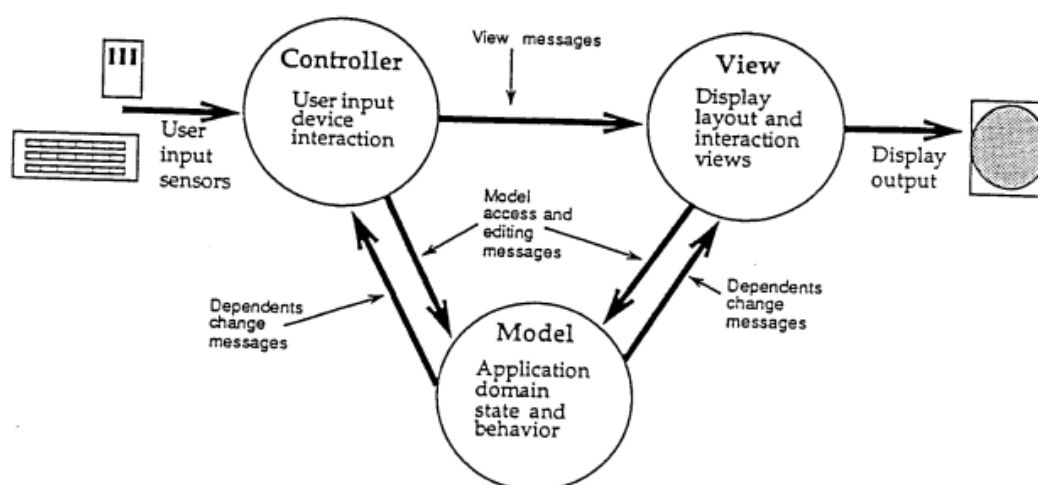 View messages
Controller
User input
device
interaction
View
Display
layout and
interaction
views
User
input
sensors
Display
output
Model
access and
editing
messages
Dependents
change
messages
Dependents
change
messages
Model
Application
domain
state and
behavior